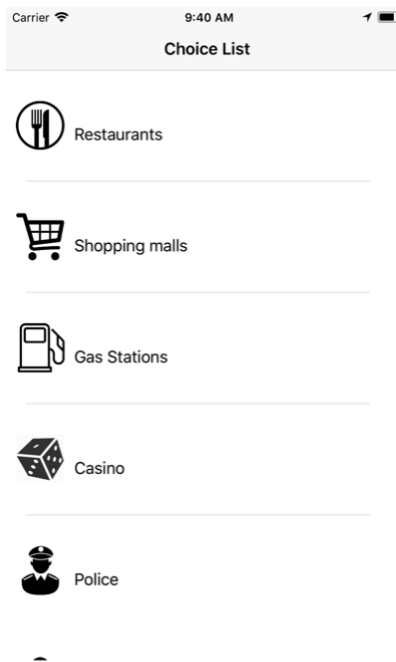 Carrier 9:40 AM
Choice List
Restaurants
Shopping malls
Gas Stations
Casino
Police